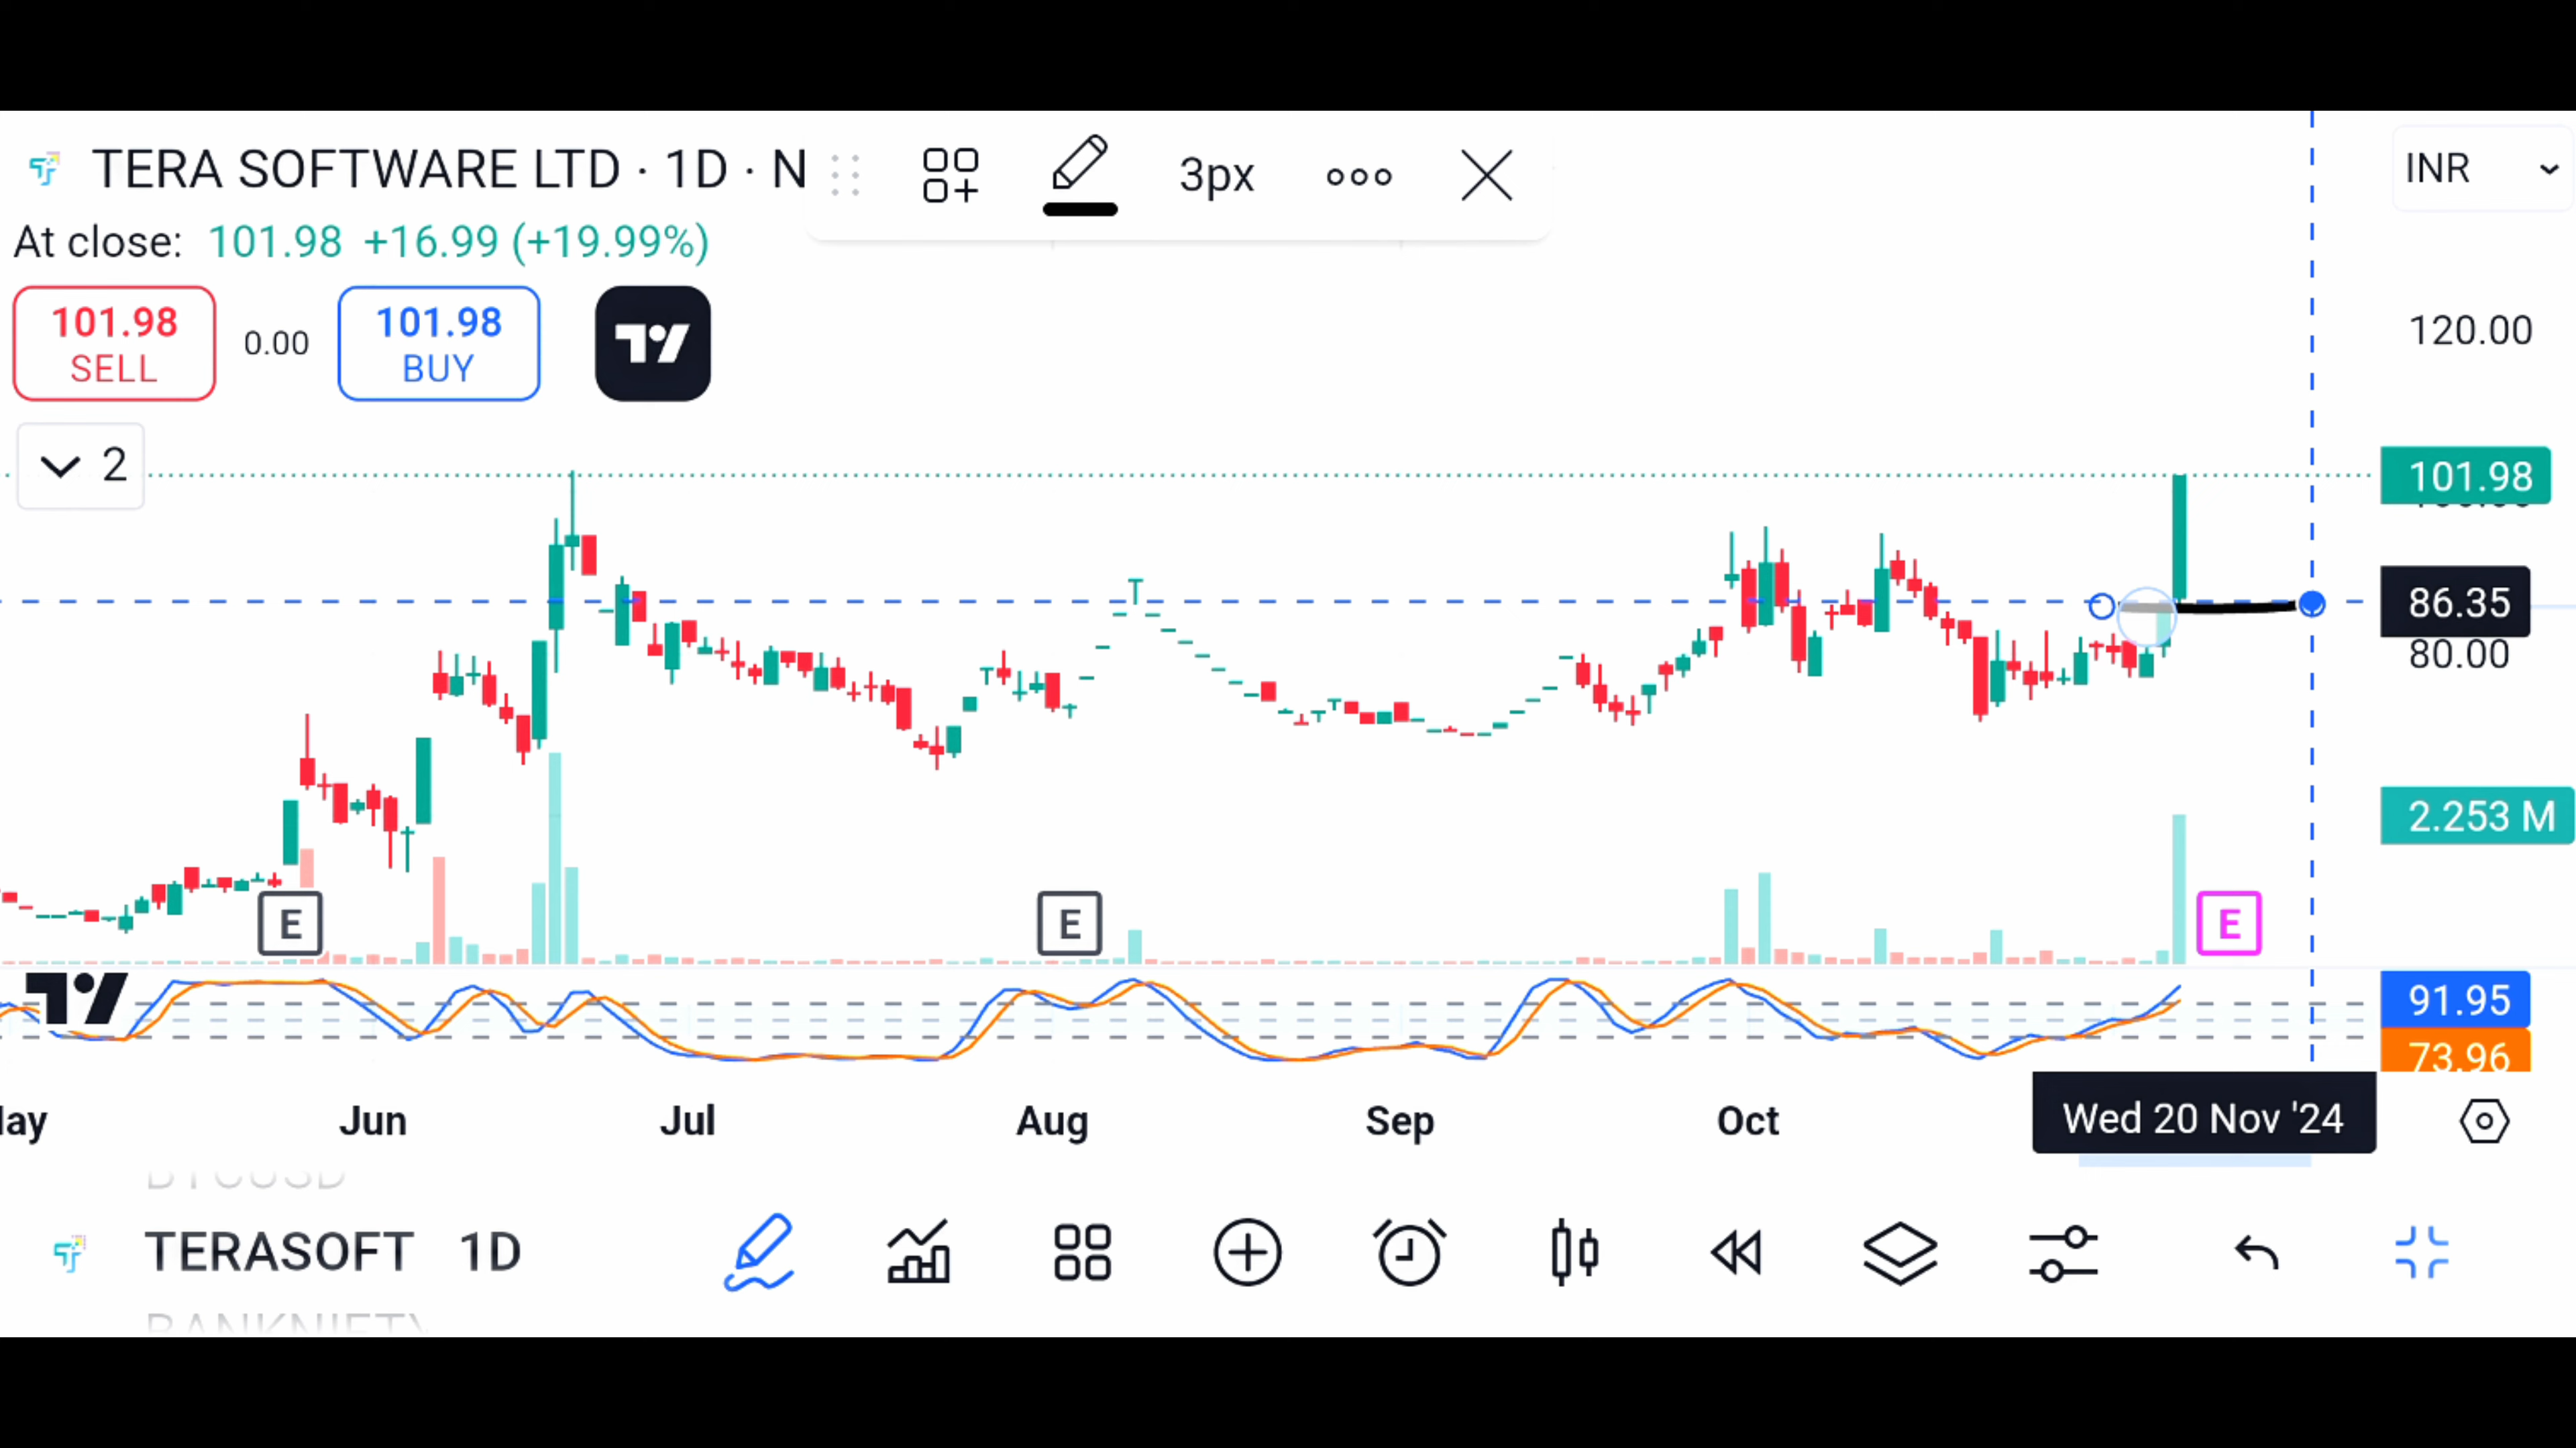 TERA SOFTWARE LTD · 1D · N
3px
INR
At close: 101.98 +16.99 (+19.99%)
101.98
SELL
0.00
101.98
BUY
120.00
2
101.98
86.35
80.00
2.253 M
E
E
E
91.95
73.96
Jun
Jul
Aug
Sep
Oct
Wed 20 Nov '24
TERASOFT 1D